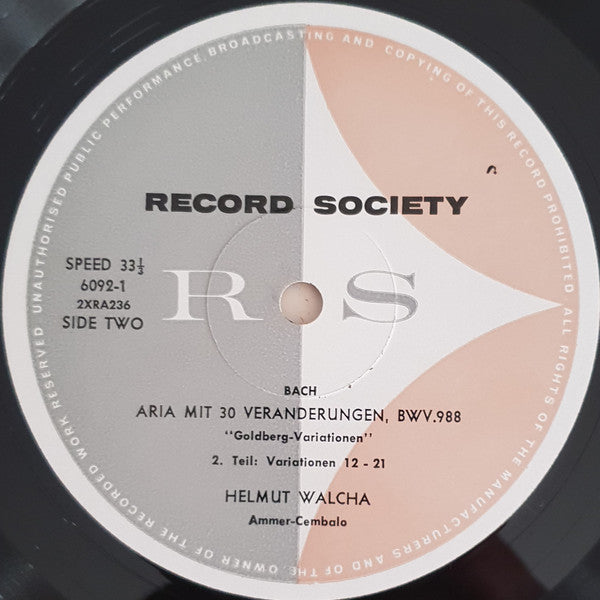 UNAUTHORISED PUBLIC PERFORMANCE, BROADCASTING AND COPYING OF THIS RECORD PROHIBITED. ALL RIGHTS OF THE MANUFACTURERS AND OF THE OWNER OF THE RECORDED WORK RESERVED
RECORD SOCIETY
SPEED 33⅓
6092-1
2XRA236
SIDE TWO
R S
BACH
ARIA MIT 30 VERANDERUNGEN, BWV.988
"Goldberg-Variationen"
2. Teil: Variationen 12 - 21
HELMUT WALCHA
Ammer-Cembalo